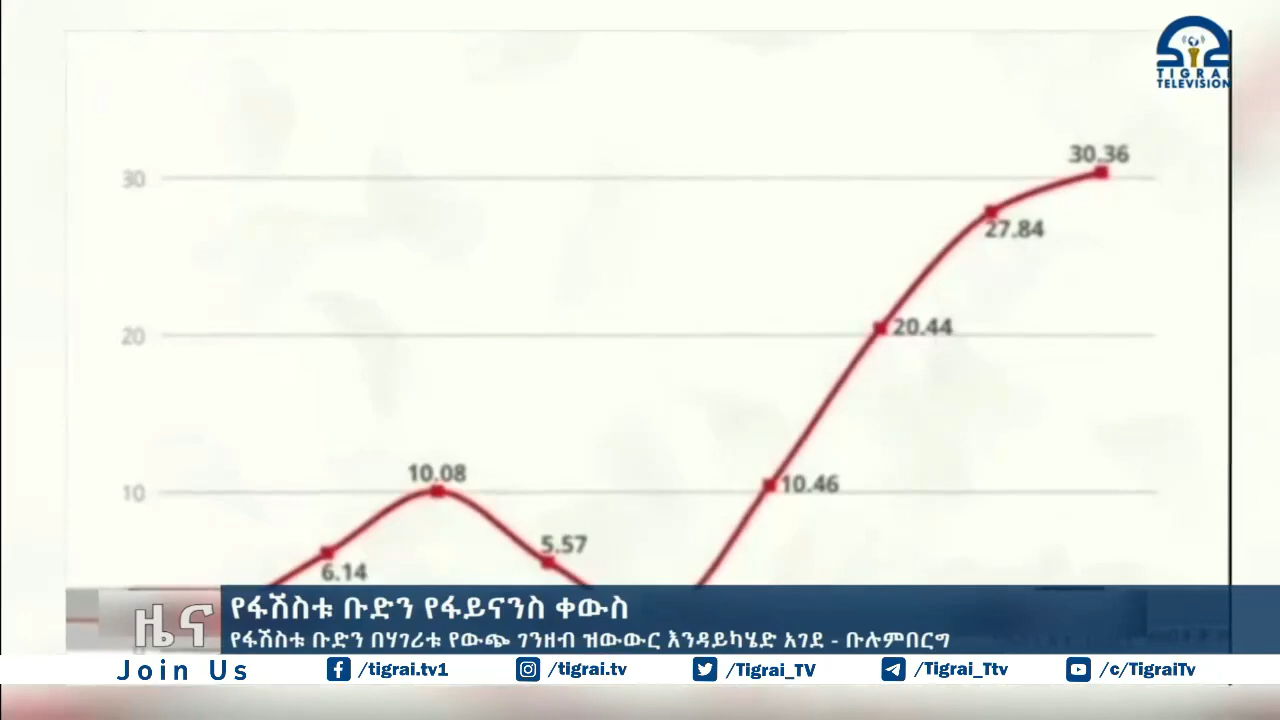 TIGRAI
TELEVISION
30.36
30
27.84
20
20.44
10.08
10
10.46
5.57
6.14
ዜና
የፋሽስቱ ቡድን የፋይናንስ ቀውስ
የፋሽስቱ ቡድን በሃገሪቱ የውጭ ገንዘብ ዝውውር እንዳይካሄድ አገደ - ቡሉምበርግ
Join Us
/tigrai.tv1
/tigrai.tv
/Tigrai_TV
/Tigrai_Ttv
/c/TigraiTv